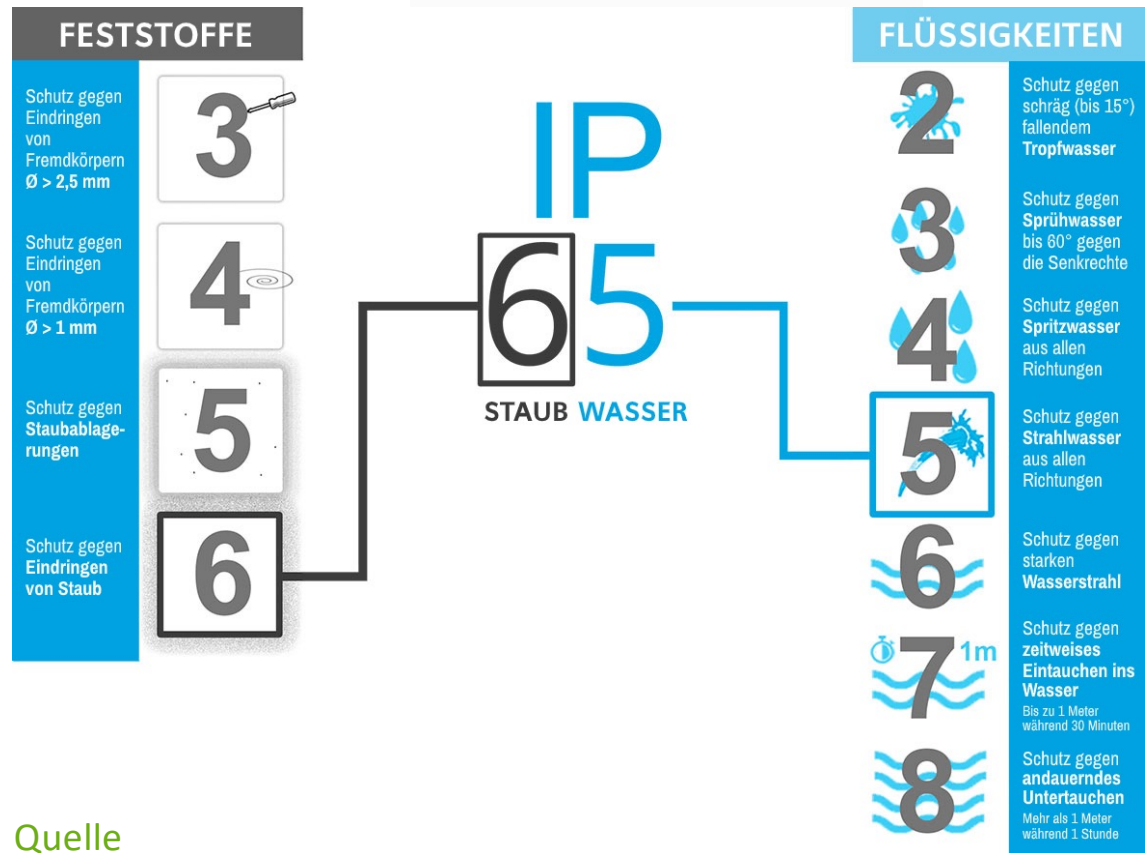 FESTSTOFFE
Schutz gegen
Eindringen
von
Fremdkörpern
Ø > 2,5 mm
3
Schutz gegen
Eindringen
von
Fremdkörpern
Ø > 1 mm
4
Schutz gegen
Staubablage-
rungen
5
Schutz gegen
Eindringen
von Staub
6
IP
65
STAUB WASSER
FLÜSSIGKEITEN
2
Schutz gegen
schräg (bis 15°)
fallendem
Tropfwasser
3
Schutz gegen
Sprühwasser
bis 60° gegen
die Senkrechte
4
Schutz gegen
Spritzwasser
aus allen
Richtungen
5
Schutz gegen
Strahlwasser
aus allen
Richtungen
6
Schutz gegen
starken
Wasserstrahl
7 1m
Schutz gegen
zeitweises
Eintauchen ins
Wasser
Bis zu 1 Meter
während 30 Minuten
8
Schutz gegen
andauerndes
Untertauchen
Mehr als 1 Meter
während 1 Stunde
Quelle